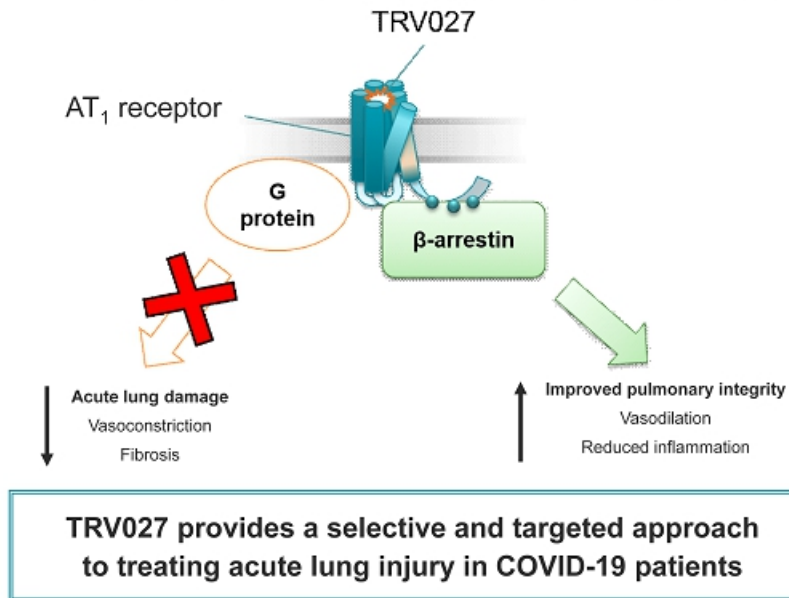 TRV027
AT₁ receptor
G
protein
β-arrestin
Acute lung damage
Vasoconstriction
Fibrosis
Improved pulmonary integrity
Vasodilation
Reduced inflammation
TRV027 provides a selective and targeted approach
to treating acute lung injury in COVID-19 patients